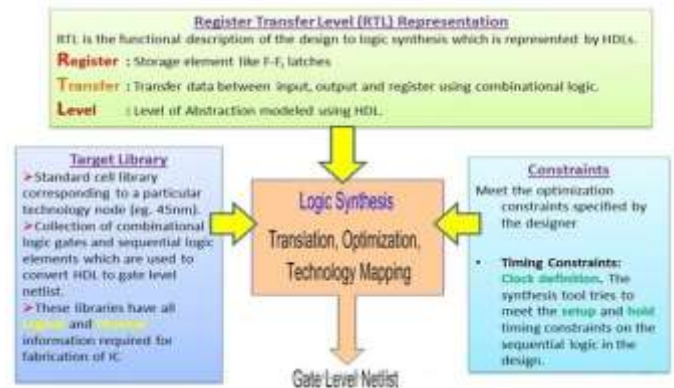 Register Transfer Level (RTL) Representation
RTL is the functional description of the design to logic synthesis which is represented by HDLs.
Register : Storage element like F-F, latches
Transfer : Transfer data between input, output and register using combinational logic.
Level : Level of Abstraction modeled using HDL.
Target Library
➢Standard cell library
corresponding to a particular
technology node (eg. 45nm).
➢Collection of combinational
logic gates and sequential logic
elements which are used to
convert HDL to gate level
netlist.
➢These libraries have all
and
information required for
fabrication of IC
Logic Synthesis
Translation, Optimization,
Technology Mapping
Gate Level Netlist
Constraints
Meet the optimization
constraints specified by
the designer
• Timing Constraints:
Clock definition. The
synthesis tool tries to
meet the setup and hold
timing constraints on the
sequential logic in the
design.